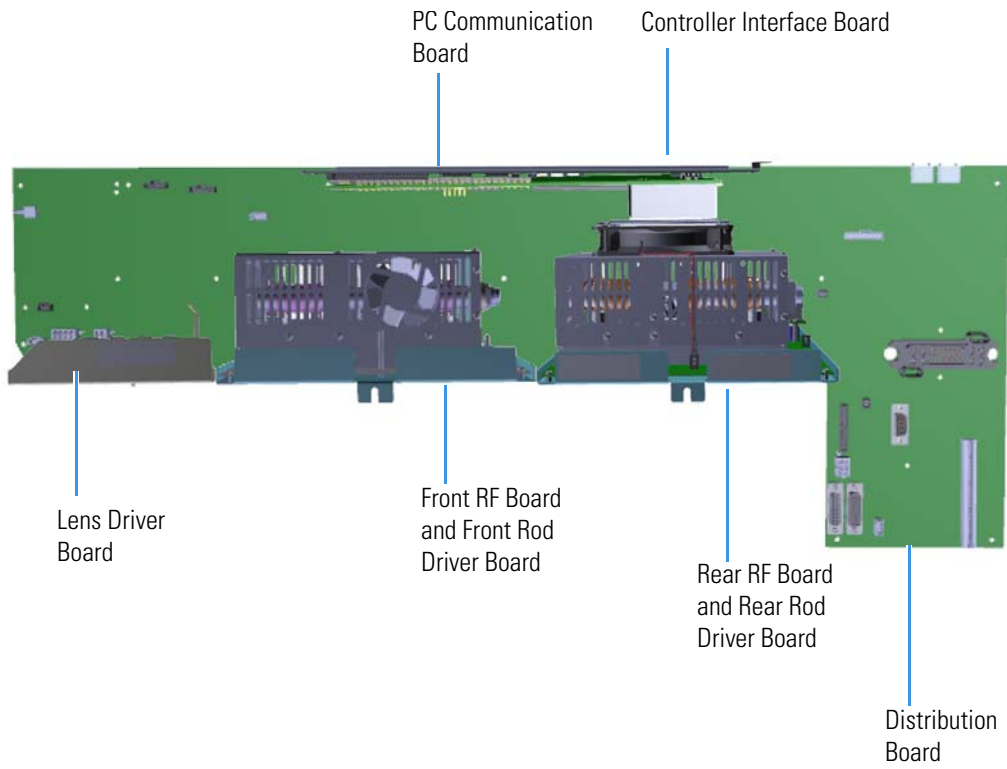 PC Communication
Board
Controller Interface Board
Lens Driver
Board
Front RF Board
and Front Rod
Driver Board
Rear RF Board
and Rear Rod
Driver Board
Distribution
Board